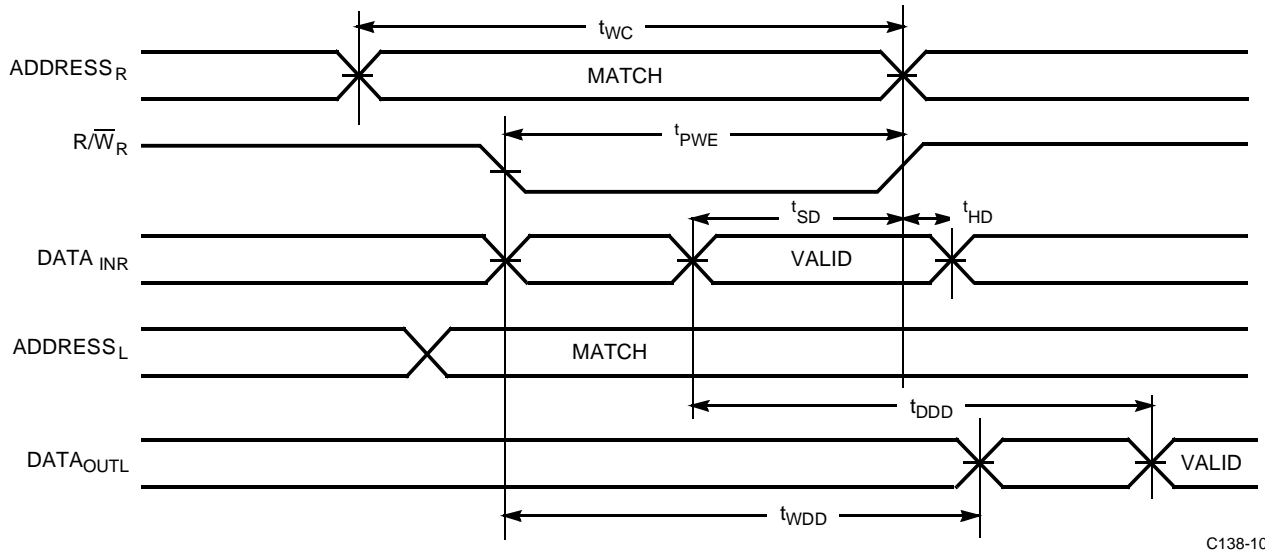 tWC
ADDRESSR
MATCH
R/W̅R
tPWE
tSD
tHD
DATA INR
VALID
ADDRESSL
MATCH
tDDD
DATAOUTL
VALID
tWDD
C138-10